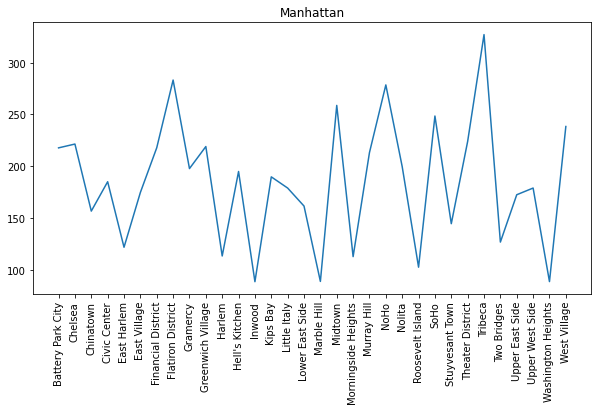 Manhattan
300
250
200
150
100
Battery Park City
Chelsea
Chinatown
Civic Center
East Harlem
East Village
Financial District
Flatiron District
Gramercy
Greenwich Village
Harlem
Hell's Kitchen
Inwood
Kips Bay
Little Italy
Lower East Side
Marble Hill
Midtown
Morningside Heights
Murray Hill
NoHo
Nolita
Roosevelt Island
SoHo
Stuyvesant Town
Theater District
Tribeca
Two Bridges
Upper East Side
Upper West Side
Washington Heights
West Village